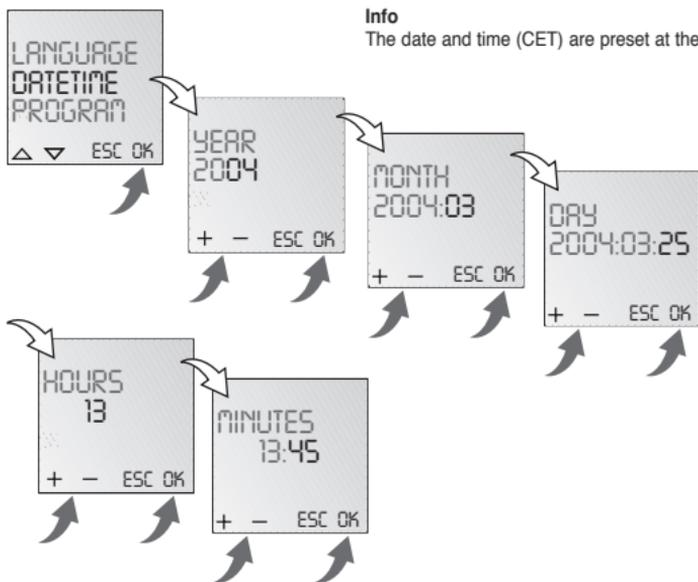 Info
The date and time (CET) are preset at the
LANGUAGE
DATETIME
PROGRAM
ESC OK
YEAR
2004
+ - ESC OK
MONTH
2004:03
+ - ESC OK
DAY
2004:03:25
+ - ESC OK
HOURS
13
+ - ESC OK
MINUTES
13:45
+ - ESC OK